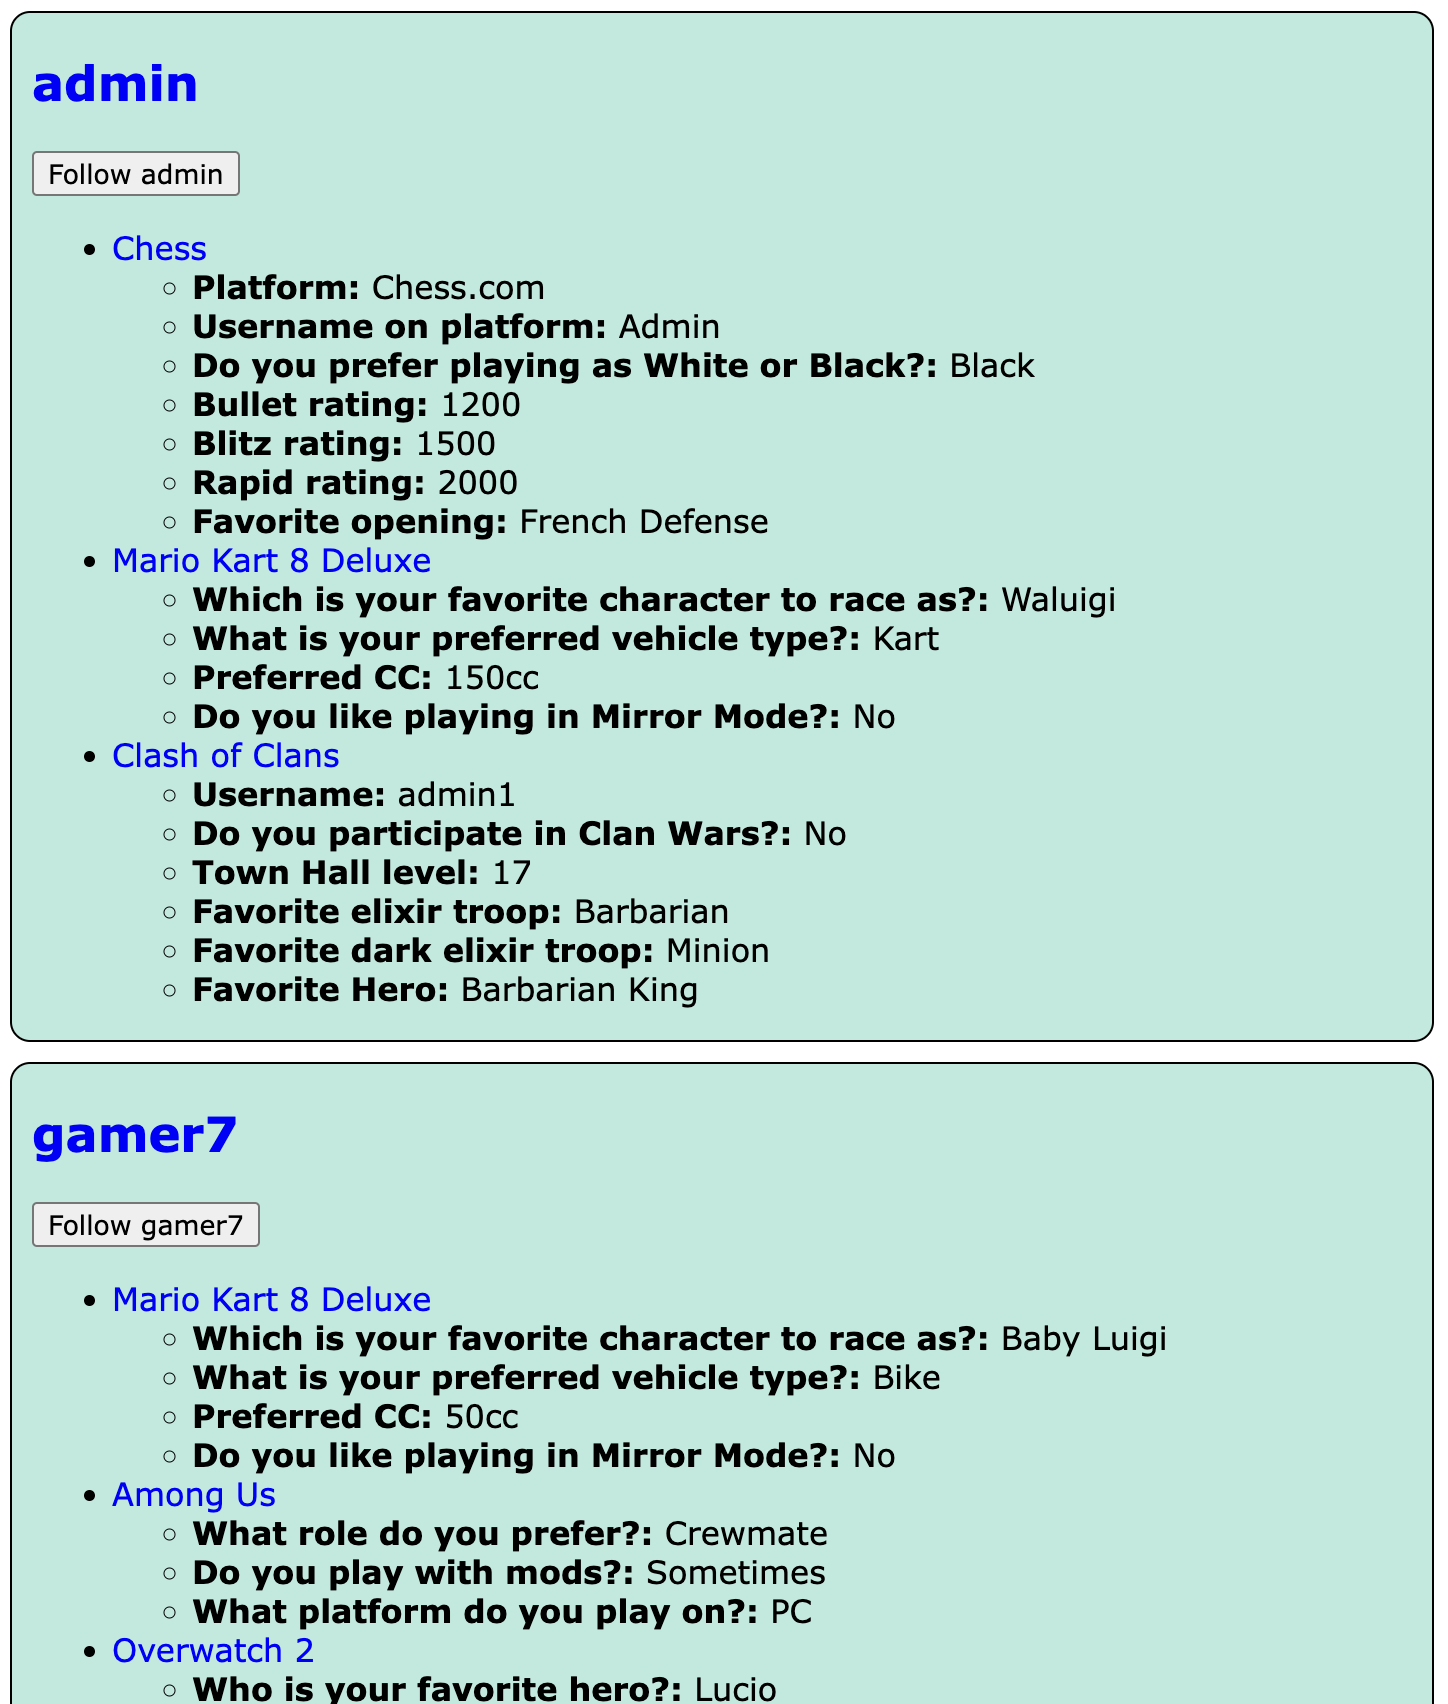 admin
Follow admin
Chess
Platform: Chess.com
Username on platform: Admin
Do you prefer playing as White or Black?: Black
Bullet rating: 1200
Blitz rating: 1500
Rapid rating: 2000
Favorite opening: French Defense
Mario Kart 8 Deluxe
Which is your favorite character to race as?: Waluigi
What is your preferred vehicle type?: Kart
Preferred CC: 150cc
Do you like playing in Mirror Mode?: No
Clash of Clans
Username: admin1
Do you participate in Clan Wars?: No
Town Hall level: 17
Favorite elixir troop: Barbarian
Favorite dark elixir troop: Minion
Favorite Hero: Barbarian King
gamer7
Follow gamer7
Mario Kart 8 Deluxe
Which is your favorite character to race as?: Baby Luigi
What is your preferred vehicle type?: Bike
Preferred CC: 50cc
Do you like playing in Mirror Mode?: No
Among Us
What role do you prefer?: Crewmate
Do you play with mods?: Sometimes
What platform do you play on?: PC
Overwatch 2
Who is your favorite hero?: Lucio